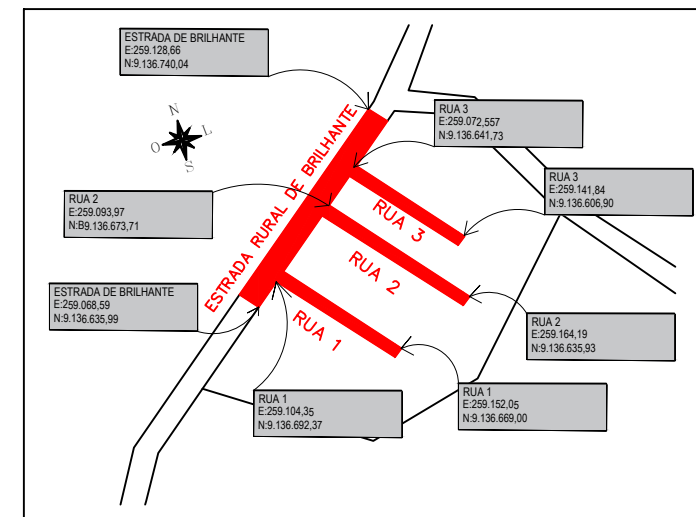 ESTRADA DE BRILHANTE
E:259.128,66
N:9.136.740,04
RUA 3
E:259.072,557
N:9.136.641,73
N
O
L
S
ESTRADA RURAL DE BRILHANTE
RUA 3
E:259.141,84
N:9.136.606,90
RUA 2
E:259.093,97
N:B9.136.673,71
RUA 3
RUA 2
ESTRADA DE BRILHANTE
E:259.068,59
N:9.136.635,99
RUA 1
RUA 2
E:259.164,19
N:9.136.635,93
RUA 1
E:259.104,35
N:9.136.692,37
RUA 1
E:259.152,05
N:9.136.669,00